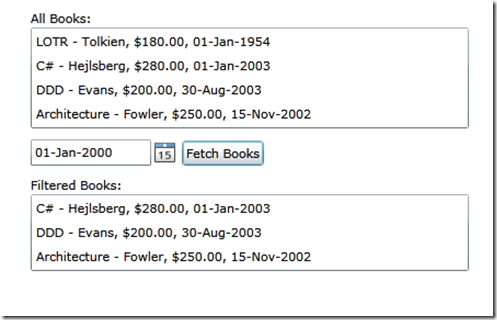 All Books:
LOTR - Tolkien, $180.00, 01-Jan-1954
C# - Hejlsberg, $280.00, 01-Jan-2003
DDD - Evans, $200.00, 30-Aug-2003
Architecture - Fowler, $250.00, 15-Nov-2002
01-Jan-2000 15 Fetch Books
Filtered Books:
C# - Hejlsberg, $280.00, 01-Jan-2003
DDD - Evans, $200.00, 30-Aug-2003
Architecture - Fowler, $250.00, 15-Nov-2002